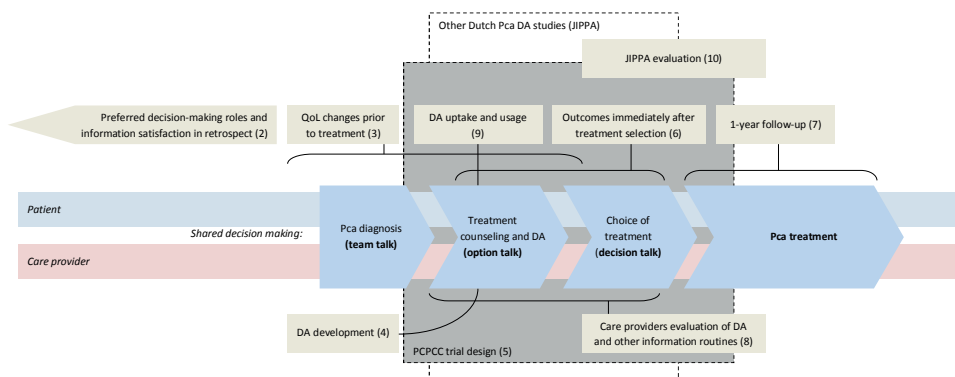 Other Dutch Pca DA studies (JIPPA)
JIPPA evaluation (10)
Preferred decision-making roles and
information satisfaction in retrospect (2)
QoL changes prior
to treatment (3)
DA uptake and usage
(9)
Outcomes immediately after
treatment selection (6)
1-year follow-up (7)
Patient
Shared decision making:
Care provider
Pca diagnosis
(team talk)
Treatment
counseling and DA
(option talk)
Choice of
treatment
(decision talk)
Pca treatment
DA development (4)
Care providers evaluation of DA
and other information routines (8)
PCPCC trial design (5)